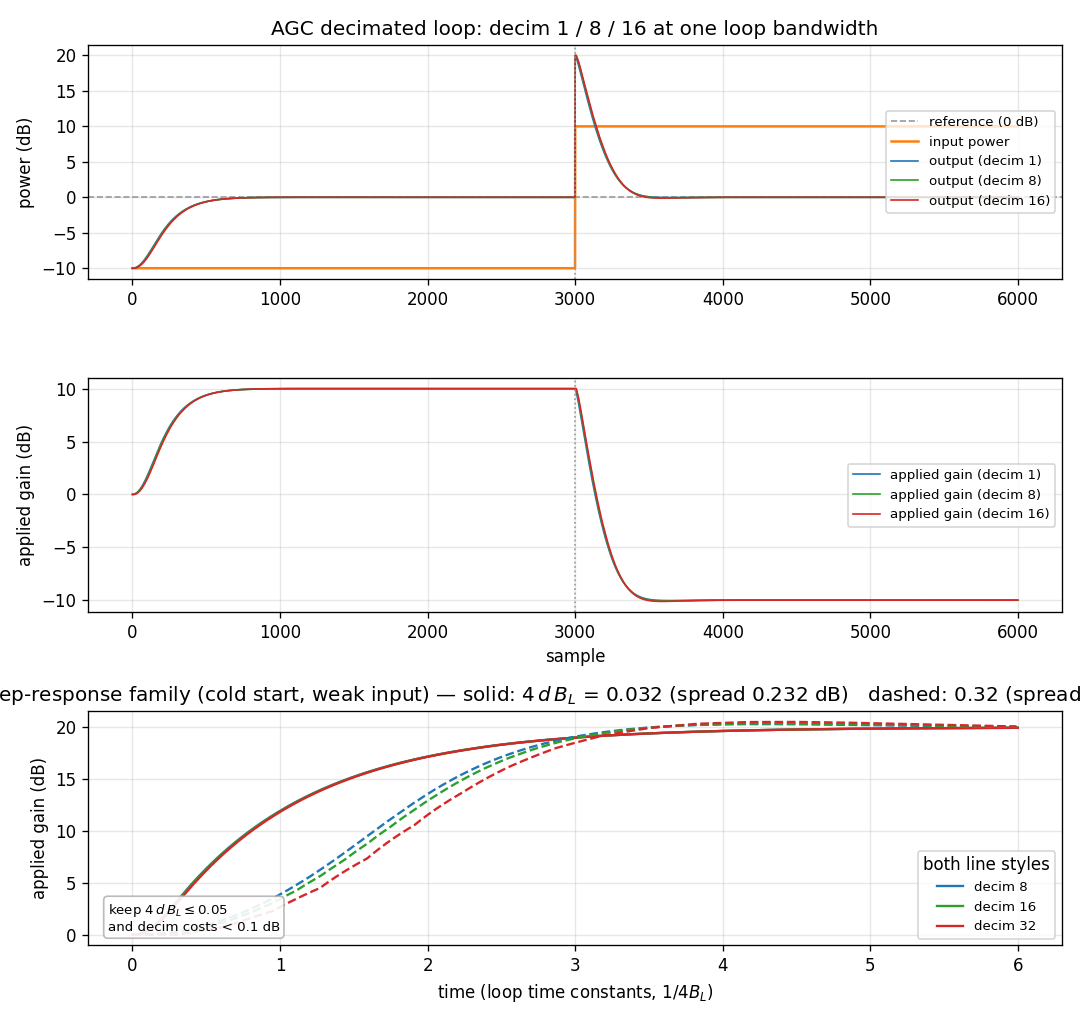 AGC decimated loop: decim 1 / 8 / 16 at one loop bandwidth
power (dB)
20
15
10
5
0
−5
−10
reference (0 dB)
input power
output (decim 1)
output (decim 8)
output (decim 16)
0 1000 2000 3000 4000 5000 6000
applied gain (dB)
10
5
0
−5
−10
applied gain (decim 1)
applied gain (decim 8)
applied gain (decim 16)
0 1000 2000 3000 4000 5000 6000
sample
ep-response family (cold start, weak input) — solid: 4 d B_L = 0.032 (spread 0.232 dB) dashed: 0.32 (spread
applied gain (dB)
20
15
10
5
0
keep 4 d B_L ≤ 0.05
and decim costs < 0.1 dB
both line styles
decim 8
decim 16
decim 32
0 1 2 3 4 5 6
time (loop time constants, 1/4B_L)